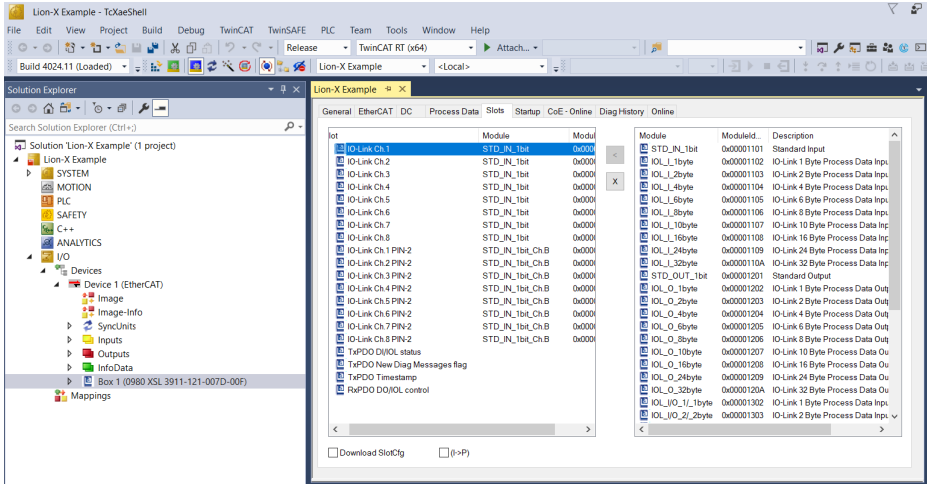 Lion-X Example - TcXaeShell
File Edit View Project Build Debug TwinCAT TwinSAFE PLC Team Tools Window Help
Release TwinCAT RT (x64) Attach...
Build 4024.11 (Loaded) Lion-X Example <Local>
Solution Explorer
Search Solution Explorer (Ctrl+;)
Solution 'Lion-X Example' (1 project)
Lion-X Example
SYSTEM
MOTION
PLC
SAFETY
C++
ANALYTICS
I/O
Devices
Device 1 (EtherCAT)
Image
Image-Info
SyncUnits
Inputs
Outputs
InfoData
Box 1 (0980 XSL 3911-121-007D-00F)
Mappings
Lion-X Example
General EtherCAT DC Process Data Slots Startup CoE - Online Diag History Online
lot Module Modul
IO-Link Ch.1 STD_IN_1bit 0x000
IO-Link Ch.2 STD_IN_1bit 0x000
IO-Link Ch.3 STD_IN_1bit 0x000
IO-Link Ch.4 STD_IN_1bit 0x000
IO-Link Ch.5 STD_IN_1bit 0x000
IO-Link Ch.6 STD_IN_1bit 0x000
IO-Link Ch.7 STD_IN_1bit 0x000
IO-Link Ch.8 STD_IN_1bit 0x000
IO-Link Ch.1 PIN-2 STD_IN_1bit_Ch.B 0x000
IO-Link Ch.2 PIN-2 STD_IN_1bit_Ch.B 0x000
IO-Link Ch.3 PIN-2 STD_IN_1bit_Ch.B 0x000
IO-Link Ch.4 PIN-2 STD_IN_1bit_Ch.B 0x000
IO-Link Ch.5 PIN-2 STD_IN_1bit_Ch.B 0x000
IO-Link Ch.6 PIN-2 STD_IN_1bit_Ch.B 0x000
IO-Link Ch.7 PIN-2 STD_IN_1bit_Ch.B 0x000
IO-Link Ch.8 PIN-2 STD_IN_1bit_Ch.B 0x000
TxPDO DI/IOL status
TxPDO New Diag Messages flag
TxPDO Timestamp
RxPDO DO/IOL control
<
X
Module ModuleId... Description
STD_IN_1bit 0x00001101 Standard Input
IOL_I_1byte 0x00001102 IO-Link 1 Byte Process Data Inpu
IOL_I_2byte 0x00001103 IO-Link 2 Byte Process Data Inpu
IOL_I_4byte 0x00001104 IO-Link 4 Byte Process Data Inpu
IOL_I_6byte 0x00001105 IO-Link 6 Byte Process Data Inpu
IOL_I_8byte 0x00001106 IO-Link 8 Byte Process Data Inpu
IOL_I_10byte 0x00001107 IO-Link 10 Byte Process Data Inp
IOL_I_16byte 0x00001108 IO-Link 16 Byte Process Data Inp
IOL_I_24byte 0x00001109 IO-Link 24 Byte Process Data Inp
IOL_I_32byte 0x0000110A IO-Link 32 Byte Process Data Inp
STD_OUT_1bit 0x00001201 Standard Output
IOL_O_1byte 0x00001202 IO-Link 1 Byte Process Data Outp
IOL_O_2byte 0x00001203 IO-Link 2 Byte Process Data Outp
IOL_O_4byte 0x00001204 IO-Link 4 Byte Process Data Outp
IOL_O_6byte 0x00001205 IO-Link 6 Byte Process Data Outp
IOL_O_8byte 0x00001206 IO-Link 8 Byte Process Data Outp
IOL_O_10byte 0x00001207 IO-Link 10 Byte Process Data Ou
IOL_O_16byte 0x00001208 IO-Link 16 Byte Process Data Ou
IOL_O_24byte 0x00001209 IO-Link 24 Byte Process Data Ou
IOL_O_32byte 0x0000120A IO-Link 32 Byte Process Data Ou
IOL_I/O_1/_1byte 0x00001302 IO-Link 1 Byte Process Data Inpu
IOL_I/O_2/_2byte 0x00001303 IO-Link 2 Byte Process Data Inpu
Download SlotCfg (I->P)